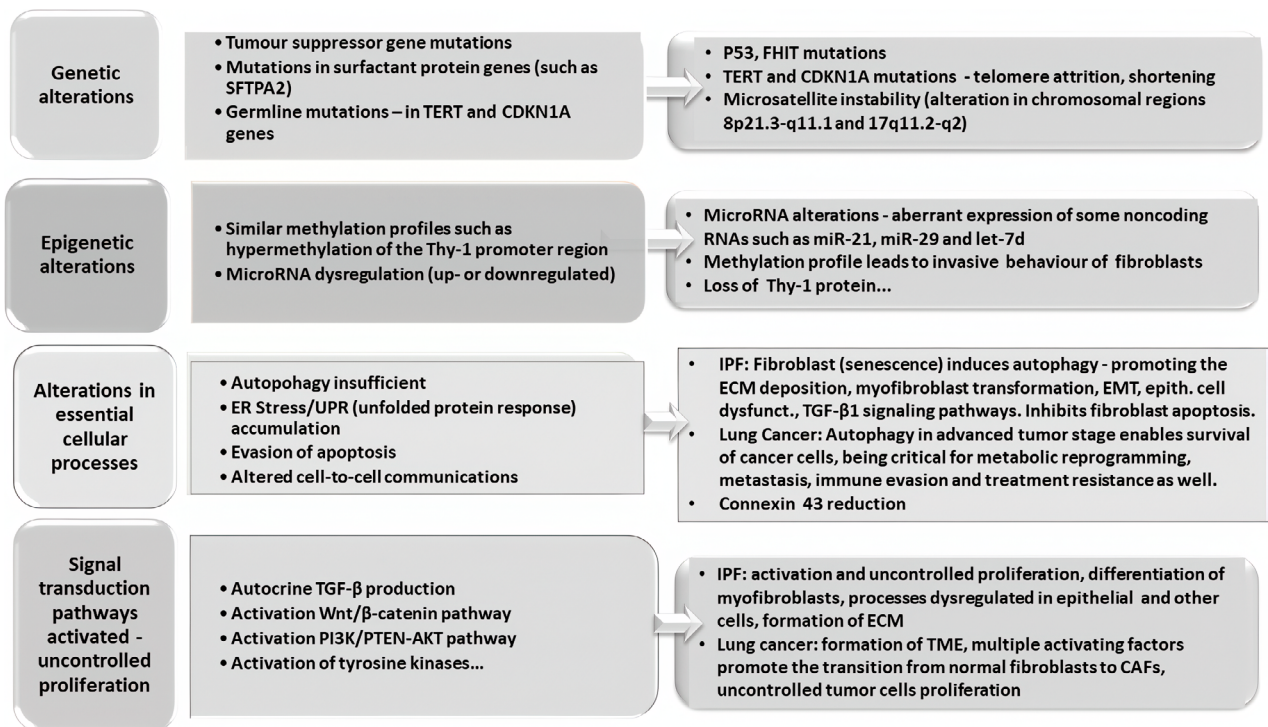 Genetic
alterations
• Tumour suppressor gene mutations
• Mutations in surfactant protein genes (such as
SFTPA2)
• Germline mutations – in TERT and CDKN1A
genes
• P53, FHIT mutations
• TERT and CDKN1A mutations - telomere attrition, shortening
• Microsatellite instability (alteration in chromosomal regions
8p21.3-q11.1 and 17q11.2-q2)
Epigenetic
alterations
• Similar methylation profiles such as
hypermethylation of the Thy-1 promoter region
• MicroRNA dysregulation (up- or downregulated)
• MicroRNA alterations - aberrant expression of some noncoding
RNAs such as miR-21, miR-29 and let-7d
• Methylation profile leads to invasive behaviour of fibroblasts
• Loss of Thy-1 protein...
Alterations in
essential
cellular
processes
• Autopohagy insufficient
• ER Stress/UPR (unfolded protein response)
accumulation
• Evasion of apoptosis
• Altered cell-to-cell communications
• IPF: Fibroblast (senescence) induces autophagy - promoting the
ECM deposition, myofibroblast transformation, EMT, epith. cell
dysfunct., TGF-β1 signaling pathways. Inhibits fibroblast apoptosis.
• Lung Cancer: Autophagy in advanced tumor stage enables survival
of cancer cells, being critical for metabolic reprogramming,
metastasis, immune evasion and treatment resistance as well.
• Connexin 43 reduction
Signal
transduction
pathways
activated -
uncontrolled
proliferation
• Autocrine TGF-β production
• Activation Wnt/β-catenin pathway
• Activation PI3K/PTEN-AKT pathway
• Activation of tyrosine kinases...
• IPF: activation and uncontrolled proliferation, differentiation of
myofibroblasts, processes dysregulated in epithelial and other
cells, formation of ECM
• Lung cancer: formation of TME, multiple activating factors
promote the transition from normal fibroblasts to CAFs,
uncontrolled tumor cells proliferation